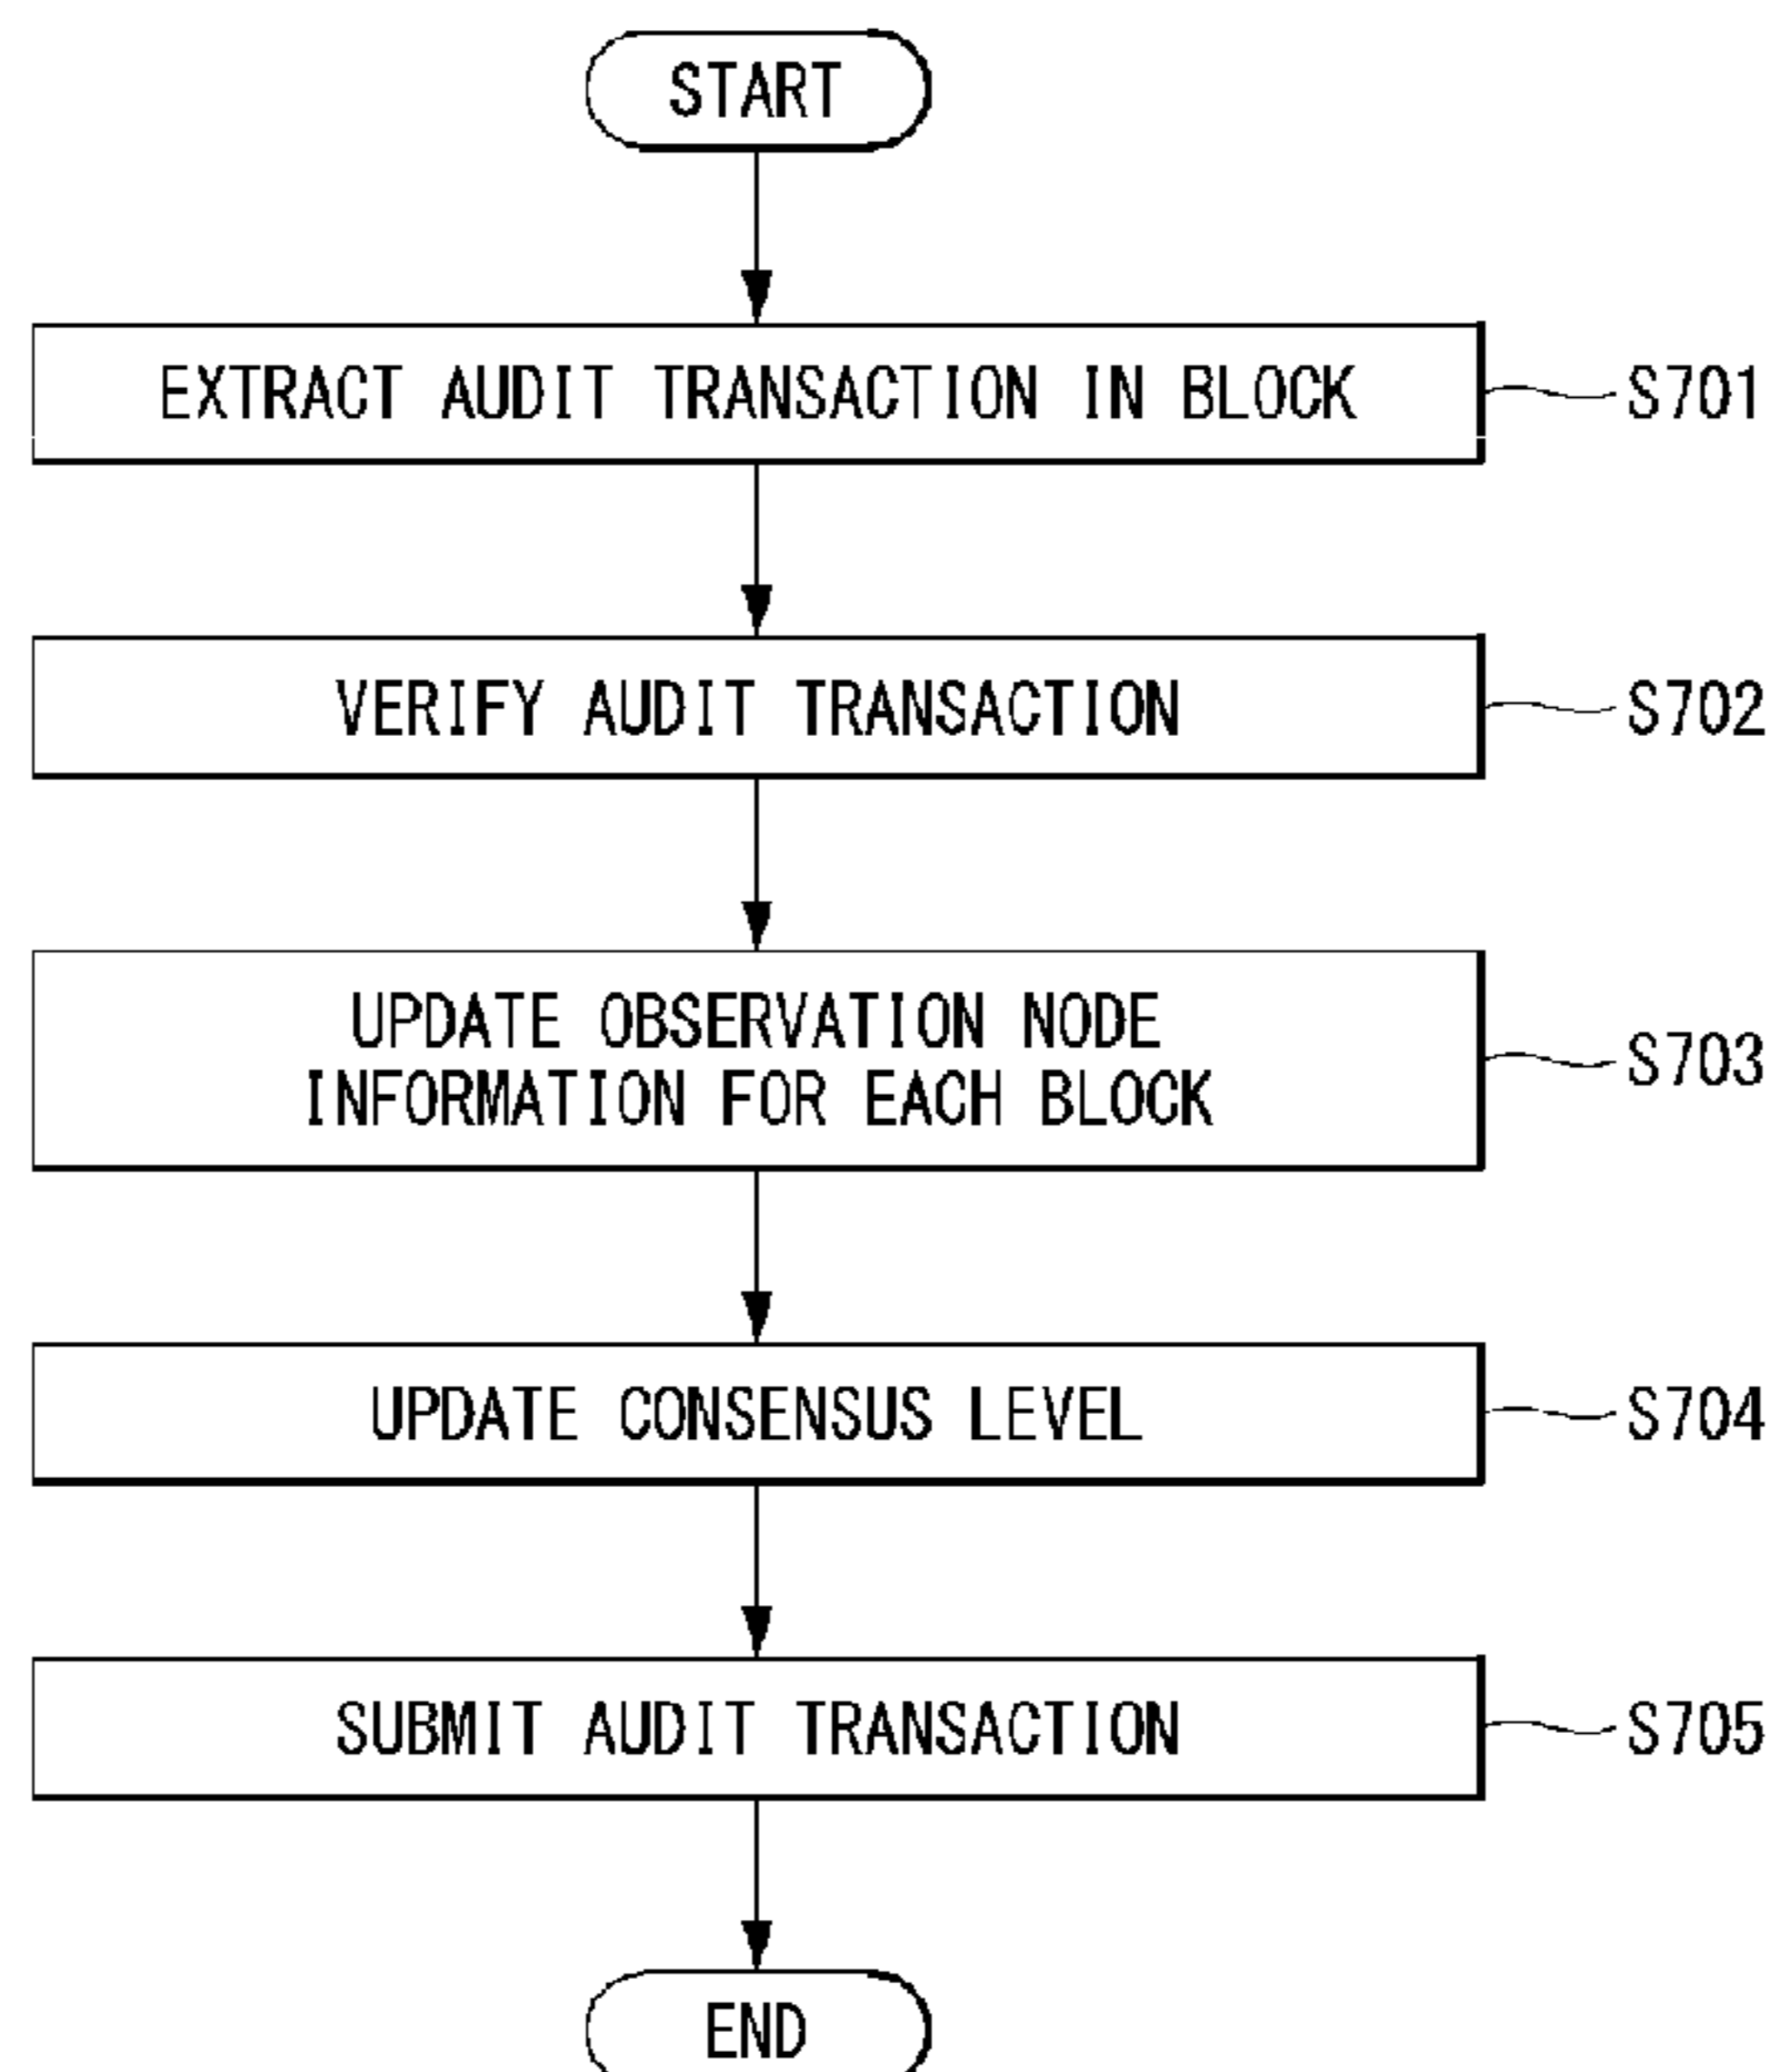 START
EXTRACT AUDIT TRANSACTION IN BLOCK
S701
VERIFY AUDIT TRANSACTION
S702
UPDATE OBSERVATION NODE
INFORMATION FOR EACH BLOCK
S703
UPDATE CONSENSUS LEVEL
S704
SUBMIT AUDIT TRANSACTION
S705
END